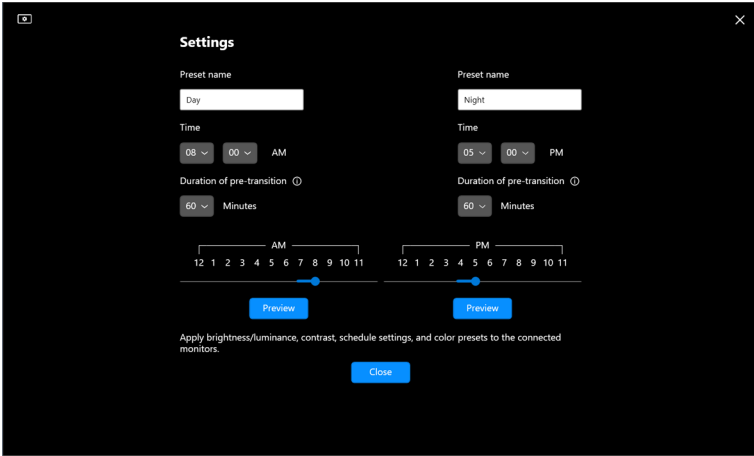 Settings
Preset name
Day
Time
08 00 AM
Duration of pre-transition
60 Minutes
Preset name
Night
Time
05 00 PM
Duration of pre-transition
60 Minutes
AM
12 1 2 3 4 5 6 7 8 9 10 11
Preview
PM
12 1 2 3 4 5 6 7 8 9 10 11
Preview
Apply brightness/luminance, contrast, schedule settings, and color presets to the connected
monitors.
Close